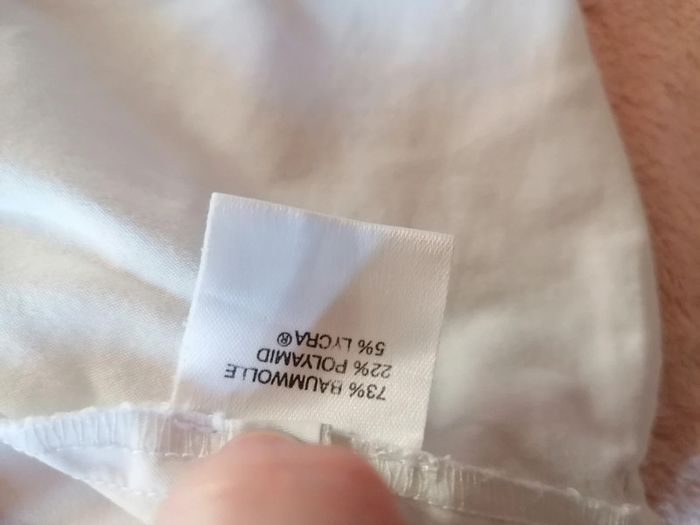 73% BAUMWOLLE
22% POLYAMID
5% LYCRA®